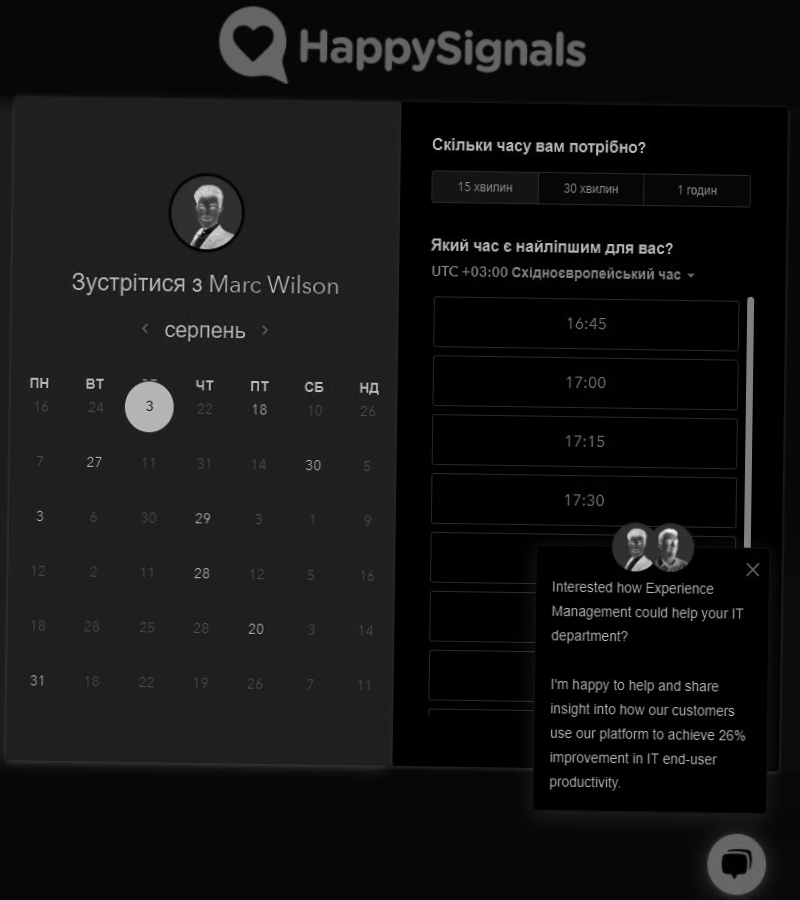 HappySignals
Зустрітися з Marc Wilson
серпень
ПН ВТ ЧТ ПТ СБ НД
16 24 3 22 18 10 26
7 27 11 31 14 30 5
3 6 30 29 3 1 9
12 2 11 28 12 5 16
18 28 25 28 20 3 14
31 18 22 19 26 7 11
Скільки часу вам потрібно?
15 хвилин 30 хвилин 1 годин
Який час є найліпшим для вас?
UTC +03:00 Східноєвропейський час
16:45
17:00
17:15
17:30
Interested how Experience
Management could help your IT
department?
I'm happy to help and share
insight into how our customers
use our platform to achieve 26%
improvement in IT end-user
productivity.